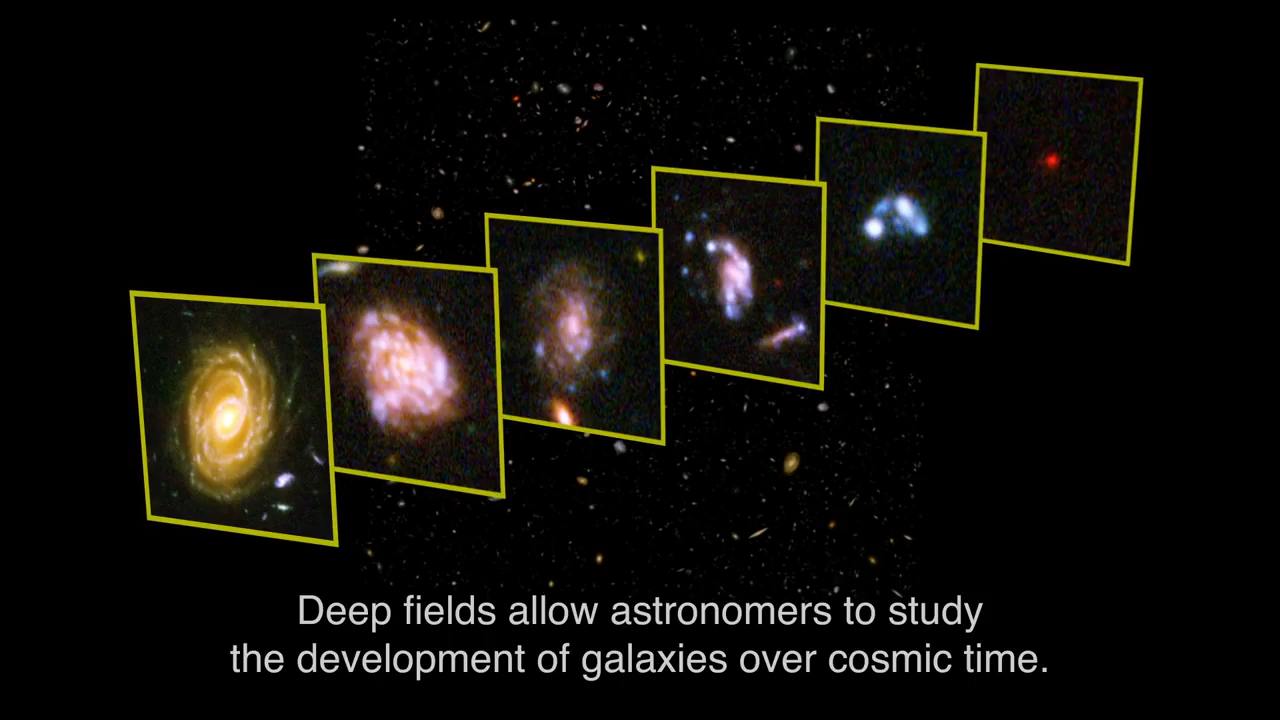 Deep fields allow astronomers to study
the development of galaxies over cosmic time.